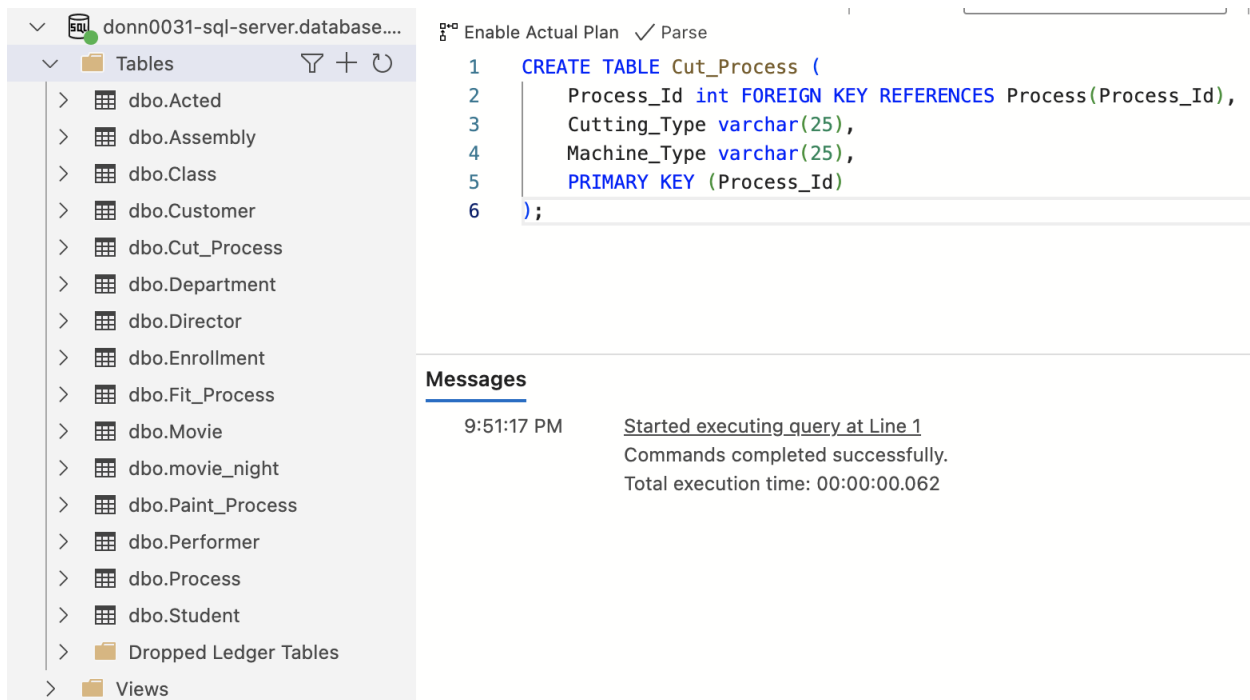 donn0031-sql-server.database....
Tables
dbo.Acted
dbo.Assembly
dbo.Class
dbo.Customer
dbo.Cut_Process
dbo.Department
dbo.Director
dbo.Enrollment
dbo.Fit_Process
dbo.Movie
dbo.movie_night
dbo.Paint_Process
dbo.Performer
dbo.Process
dbo.Student
Dropped Ledger Tables
Views
Enable Actual Plan Parse
1 CREATE TABLE Cut_Process (
2 Process_Id int FOREIGN KEY REFERENCES Process(Process_Id),
3 Cutting_Type varchar(25),
4 Machine_Type varchar(25),
5 PRIMARY KEY (Process_Id)
6 );
Messages
9:51:17 PM Started executing query at Line 1
Commands completed successfully.
Total execution time: 00:00:00.062